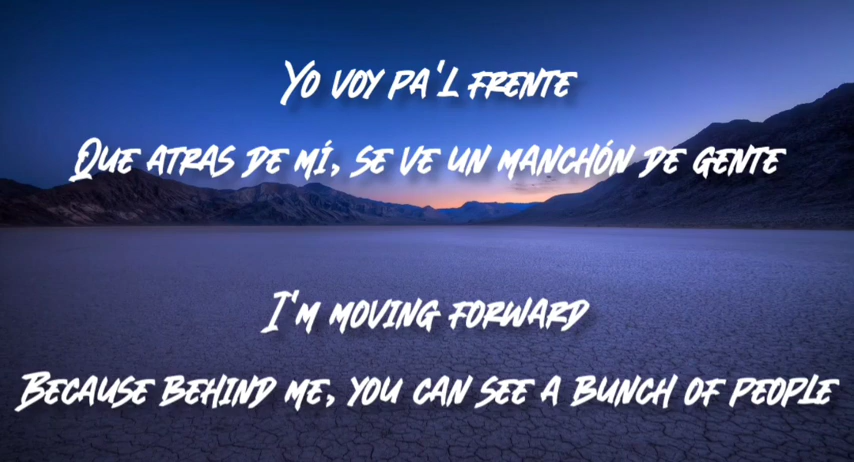 Yo voy pa'l frente
Que atras de mí, se ve un manchón de gente
I'm moving forward
Because behind me, you can see a bunch of people